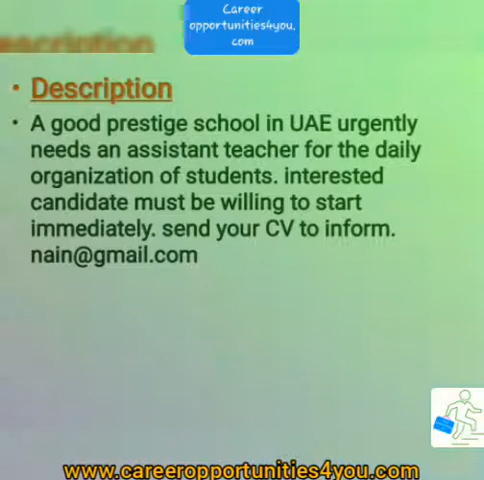 Career
opportunities4you.
com
escription
• Description
• A good prestige school in UAE urgently
needs an assistant teacher for the daily
organization of students. interested
candidate must be willing to start
immediately. send your CV to inform.
nain@gmail.com
www.careeropportunities4you.com